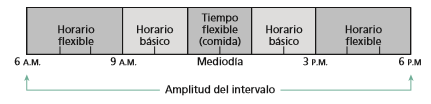 Horario
flexible
Horario
básico
Tiempo
flexible
(comida)
Horario
básico
Horario
flexible
6 A.M.
9 A.M.
Mediodía
3 P.M.
6 P.M
Amplitud del intervalo